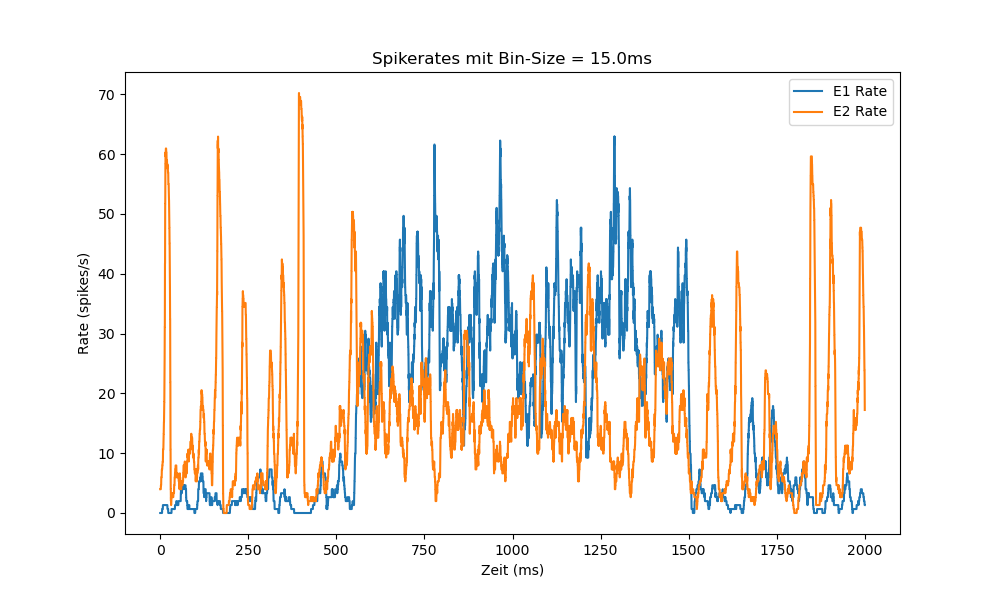 Spikerates mit Bin-Size = 15.0ms
E1 Rate
E2 Rate
70
60
50
40
30
20
10
0
Rate (spikes/s)
0 250 500 750 1000 1250 1500 1750 2000
Zeit (ms)